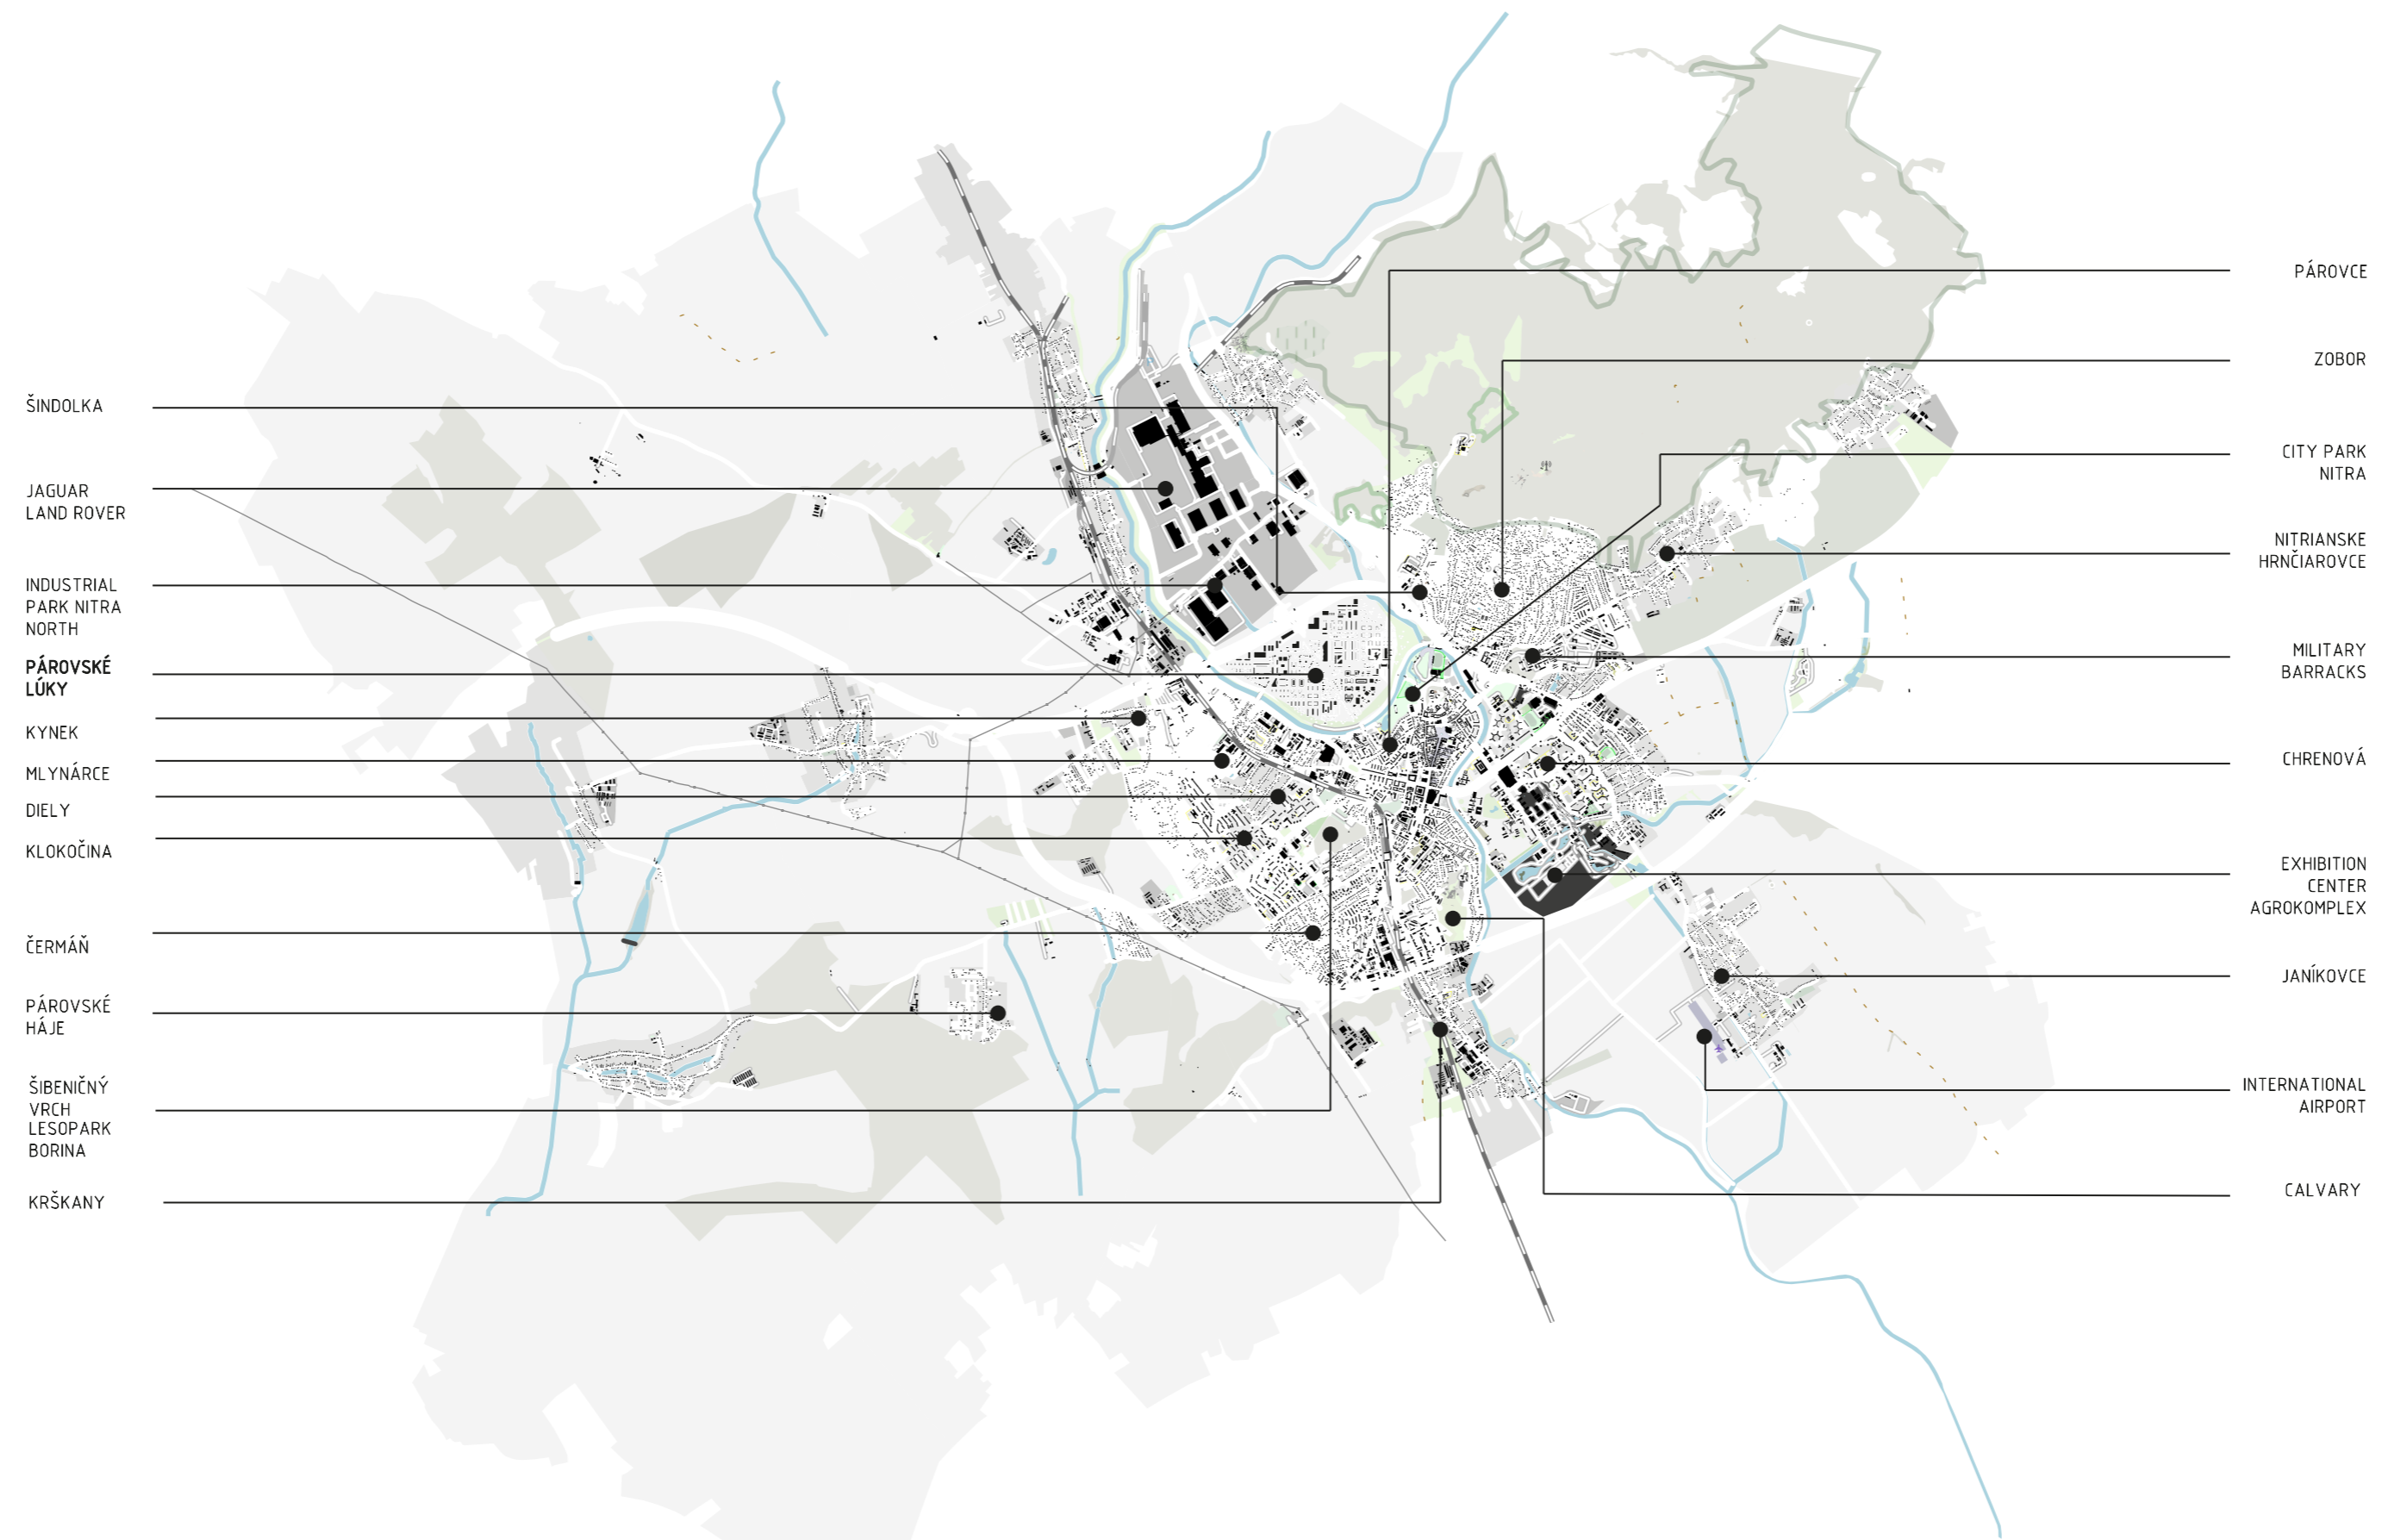 ŠINDOLKA
JAGUAR
LAND ROVER
INDUSTRIAL
PARK NITRA
NORTH
PÁROVSKÉ
LÚKY
KYNEK
MLYNÁRCE
DIELY
KLOKOČINA
ČERMÁŇ
PÁROVSKÉ
HÁJE
ŠIBENIČNÝ
VRCH
LESOPARK
BORINA
KRŠKANY
PÁROVCE
ZOBOR
CITY PARK
NITRA
NITRIANSKE
HRNČIAROVCE
MILITARY
BARRACKS
CHRENOVÁ
EXHIBITION
CENTER
AGROKOMPLEX
JANÍKOVCE
INTERNATIONAL
AIRPORT
CALVARY